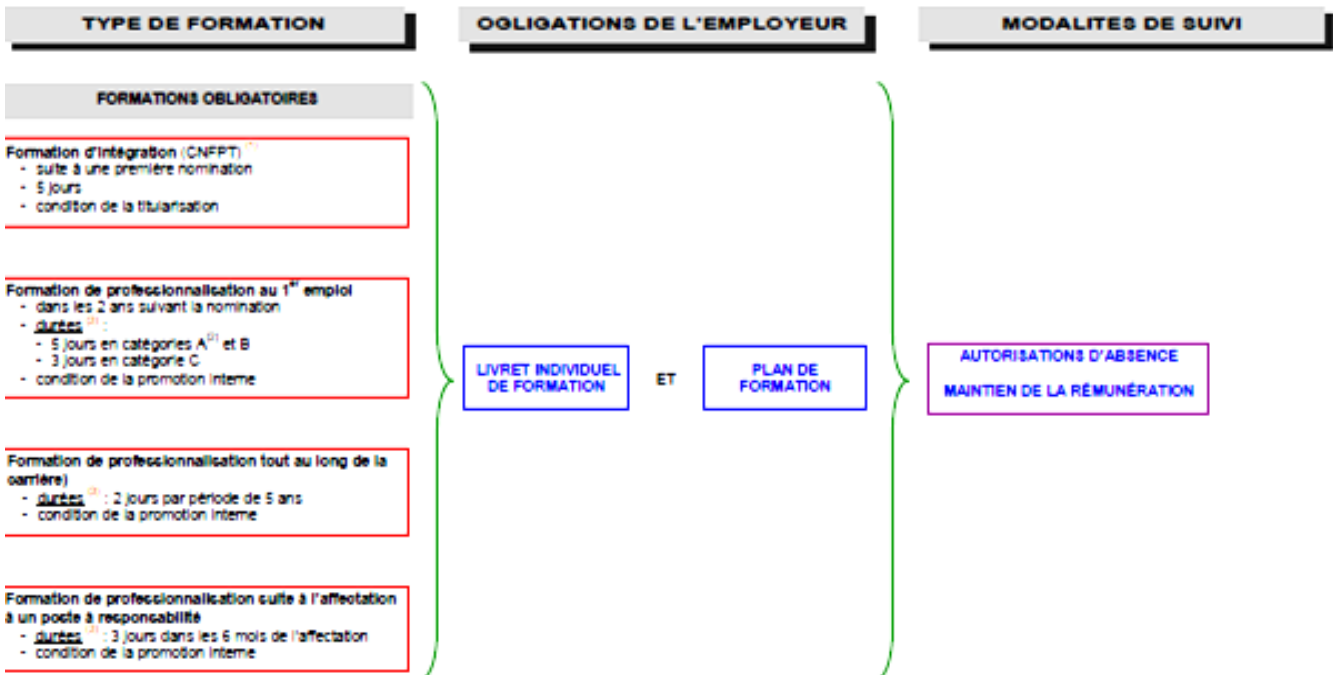 TYPE DE FORMATION
OGLIGATIONS DE L'EMPLOYEUR
MODALITES DE SUIVI
FORMATIONS OBLIGATOIRES
Formation d'intégration (CNFPT)
- suite à une première nomination
- 5 jours
- condition de la titularisation
Formation de professionnalisation au 1er emploi
- dans les 2 ans suivant la nomination
- durées (2) :
- 5 jours en catégories A(3) et B
- 3 jours en catégorie C
- condition de la promotion interne
Formation de professionnalisation tout au long de la
carrière)
- durées (2) : 2 jours par période de 5 ans
- condition de la promotion interne
Formation de professionnalisation suite à l'affectation
à un poste à responsabilité
- durées (2) : 3 jours dans les 6 mois de l'affectation
- condition de la promotion interne
LIVRET INDIVIDUEL
DE FORMATION
ET
PLAN DE
FORMATION
AUTORISATIONS D'ABSENCE
MAINTIEN DE LA RÉMUNÉRATION